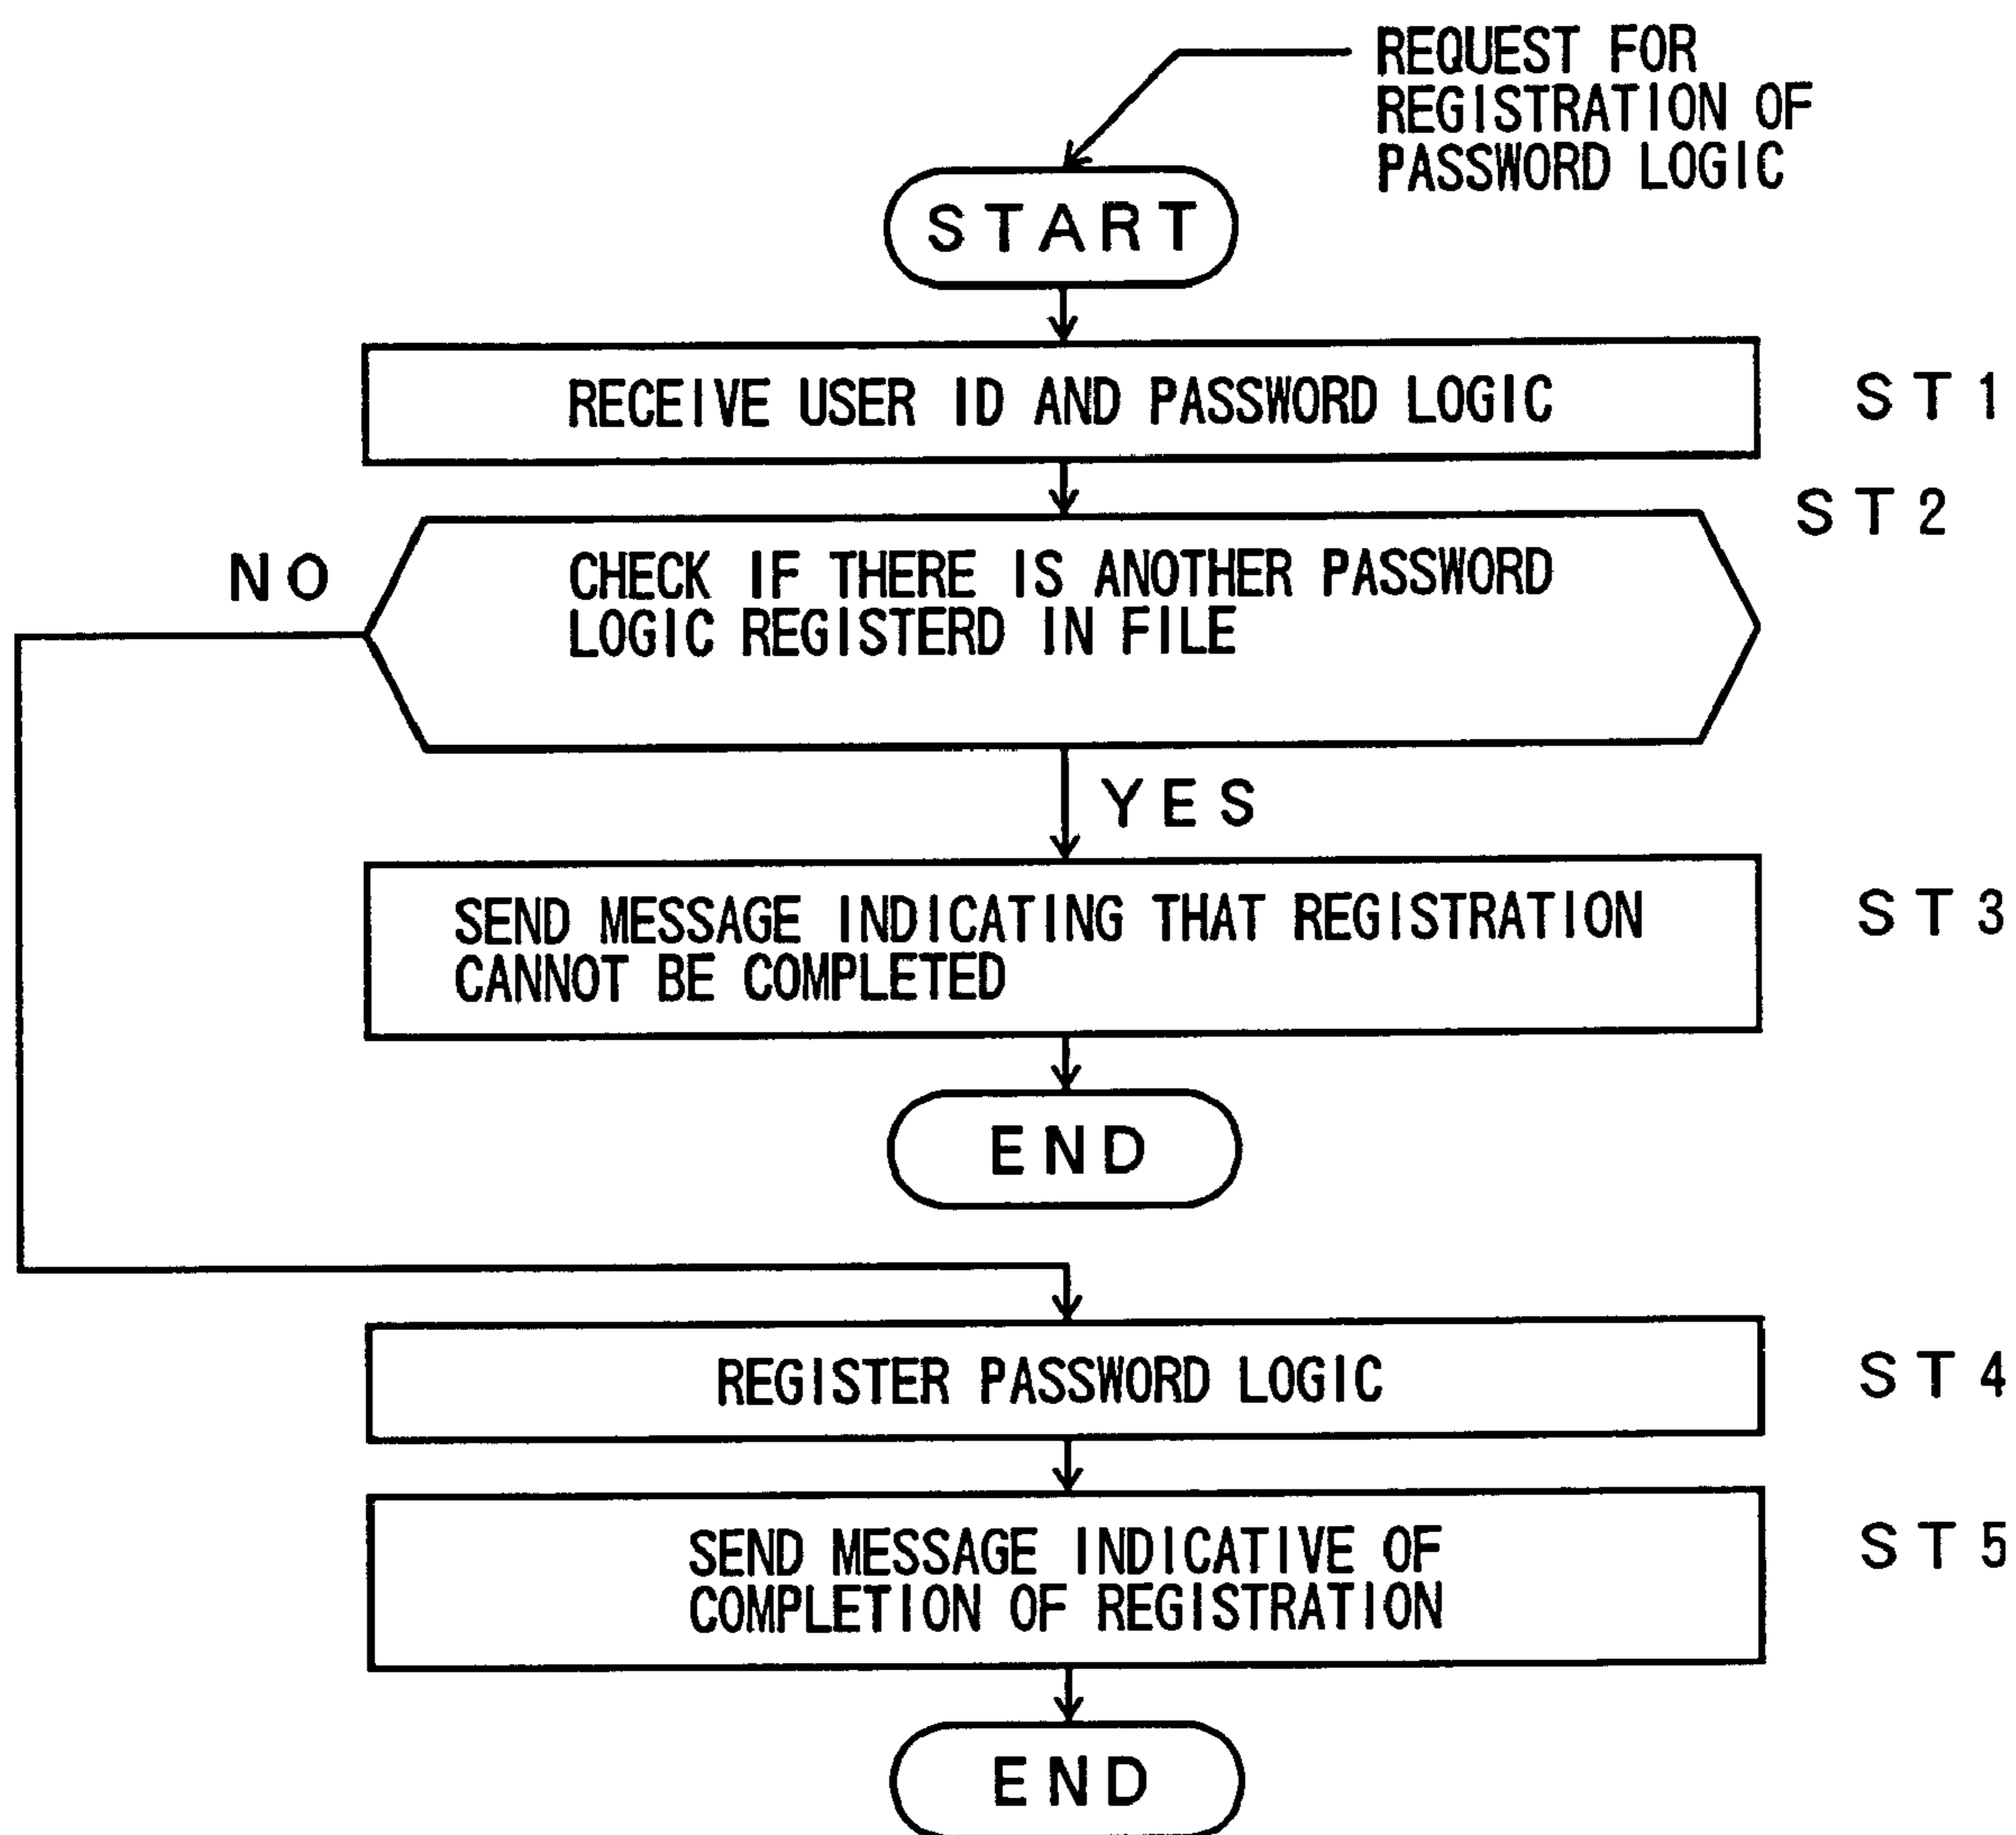 REQUEST FOR
REGISTRATION OF
PASSWORD LOGIC
START
RECEIVE USER ID AND PASSWORD LOGIC
ST1
ST2
NO
CHECK IF THERE IS ANOTHER PASSWORD
LOGIC REGISTERD IN FILE
YES
SEND MESSAGE INDICATING THAT REGISTRATION
CANNOT BE COMPLETED
ST3
END
REGISTER PASSWORD LOGIC
ST4
SEND MESSAGE INDICATIVE OF
COMPLETION OF REGISTRATION
ST5
END